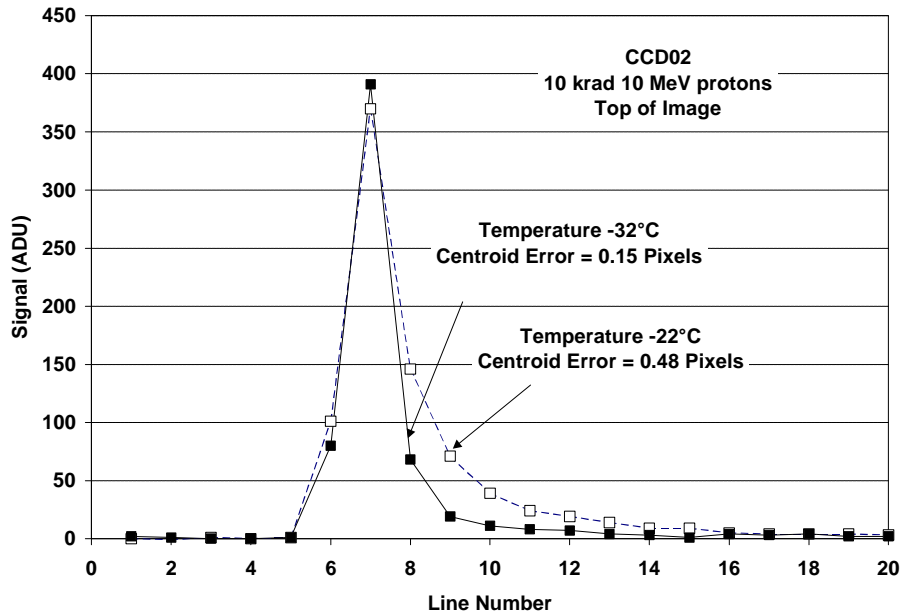 450
400
350
300
250
200
150
100
50
0
Signal (ADU)
CCD02
10 krad 10 MeV protons
Top of Image
Temperature -32°C
Centroid Error = 0.15 Pixels
Temperature -22°C
Centroid Error = 0.48 Pixels
0 2 4 6 8 10 12 14 16 18 20
Line Number